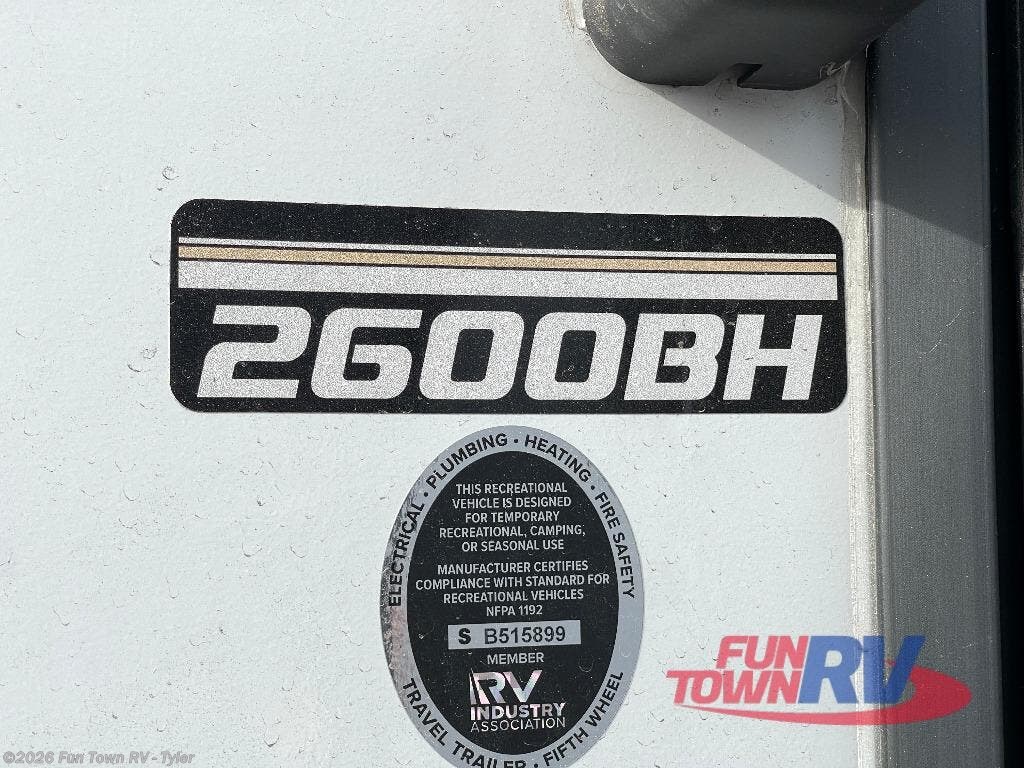 2600BH
ELECTRICAL · PLUMBING · HEATING · FIRE SAFETY
THIS RECREATIONAL
VEHICLE IS DESIGNED
FOR TEMPORARY
RECREATIONAL, CAMPING,
OR SEASONAL USE
MANUFACTURER CERTIFIES
COMPLIANCE WITH STANDARD FOR
RECREATIONAL VEHICLES
NFPA 1192
S B515899
MEMBER
RV
INDUSTRY
ASSOCIATION
TRAVEL TRAILER · FIFTH WHEEL
FUN
TOWN RV
©2026 Fun Town RV - Tyler